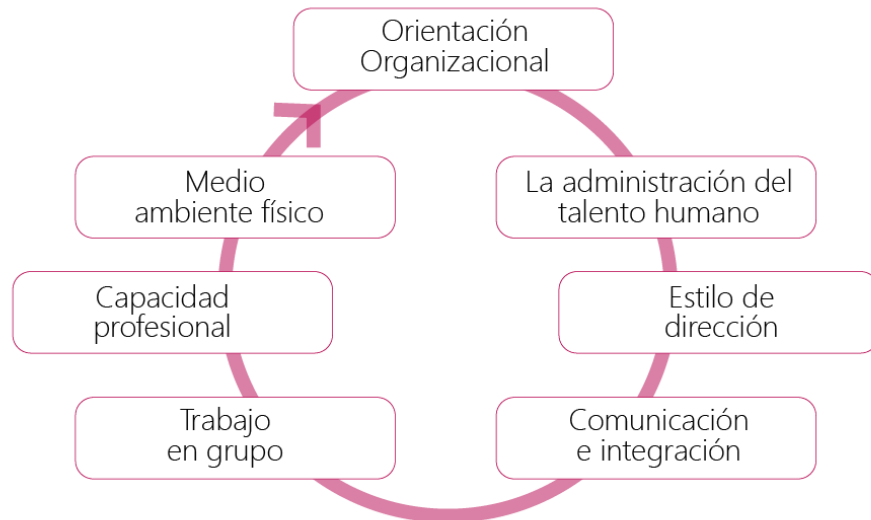 Orientación
Organizacional
La administración del
talento humano
Estilo de
dirección
Comunicación
e integración
Trabajo
en grupo
Capacidad
profesional
Medio
ambiente físico